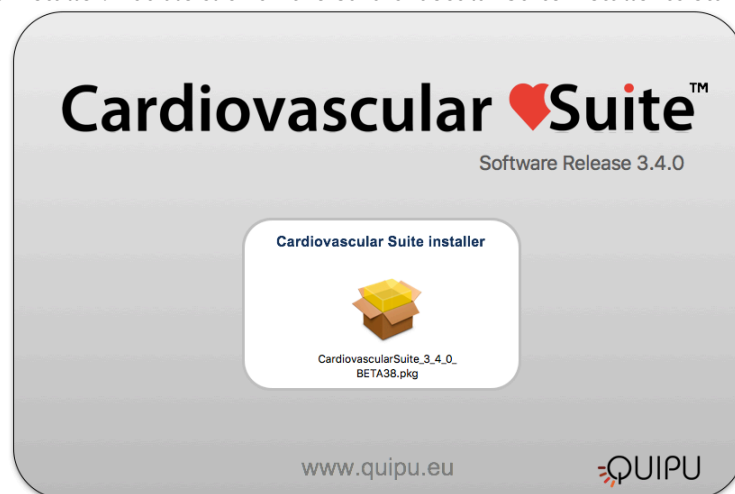 Cardiovascular Suite™
Software Release 3.4.0
Cardiovascular Suite installer
CardiovascularSuite_3_4_0_
BETA38.pkg
www.quipu.eu
QUIPU